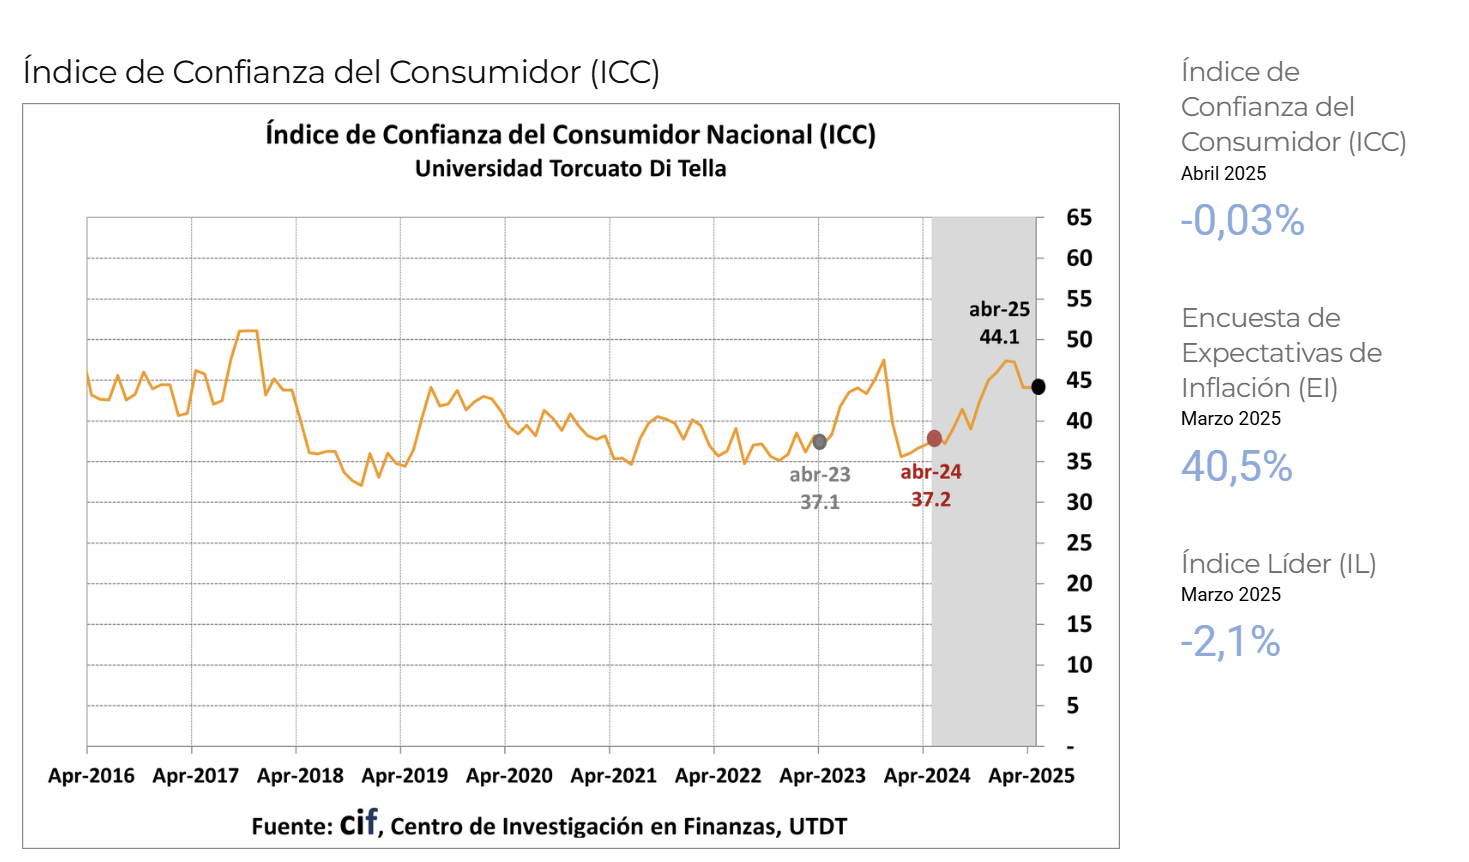 Índice de Confianza del Consumidor (ICC)
Índice de Confianza del Consumidor Nacional (ICC)
Universidad Torcuato Di Tella
65
60
55
50
45
40
35
30
25
20
15
10
5
-
abr-25
44.1
abr-23
37.1
abr-24
37.2
Apr-2016 Apr-2017 Apr-2018 Apr-2019 Apr-2020 Apr-2021 Apr-2022 Apr-2023 Apr-2024 Apr-2025
Fuente: cif, Centro de Investigación en Finanzas, UTDT
Índice de
Confianza del
Consumidor (ICC)
Abril 2025
-0,03%
Encuesta de
Expectativas de
Inflación (EI)
Marzo 2025
40,5%
Índice Líder (IL)
Marzo 2025
-2,1%